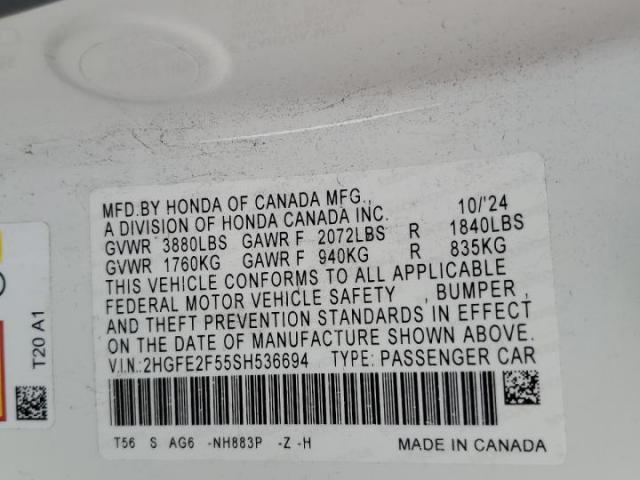 MFD.BY HONDA OF CANADA MFG., 10/'24
A DIVISION OF HONDA CANADA INC.
GVWR 3880LBS GAWR F 2072LBS R 1840LBS
GVWR 1760KG GAWR F 940KG R 835KG
THIS VEHICLE CONFORMS TO ALL APPLICABLE
FEDERAL MOTOR VEHICLE SAFETY , BUMPER ,
AND THEFT PREVENTION STANDARDS IN EFFECT
ON THE DATE OF MANUFACTURE SHOWN ABOVE.
V.I.N.:2HGFE2F55SH536694 TYPE: PASSENGER CAR
T56 S AG6 -NH883P -Z -H MADE IN CANADA
T20 A1